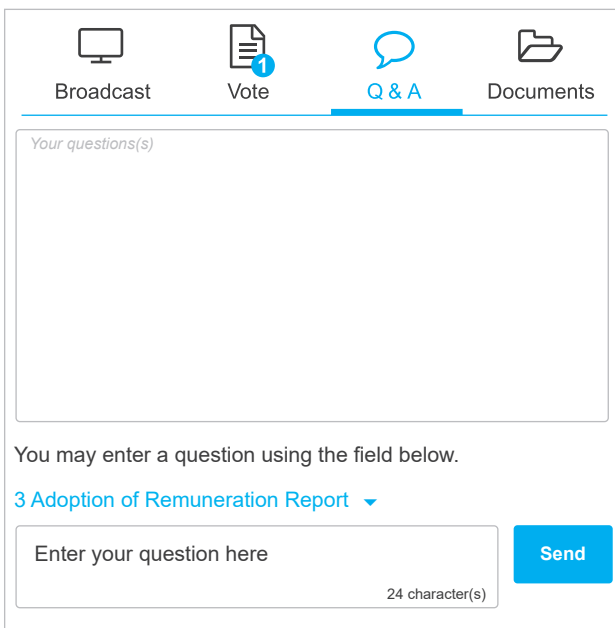 1
Broadcast Vote Q & A Documents
Your questions(s)
You may enter a question using the field below.
3 Adoption of Remuneration Report
Enter your question here
Send
24 character(s)